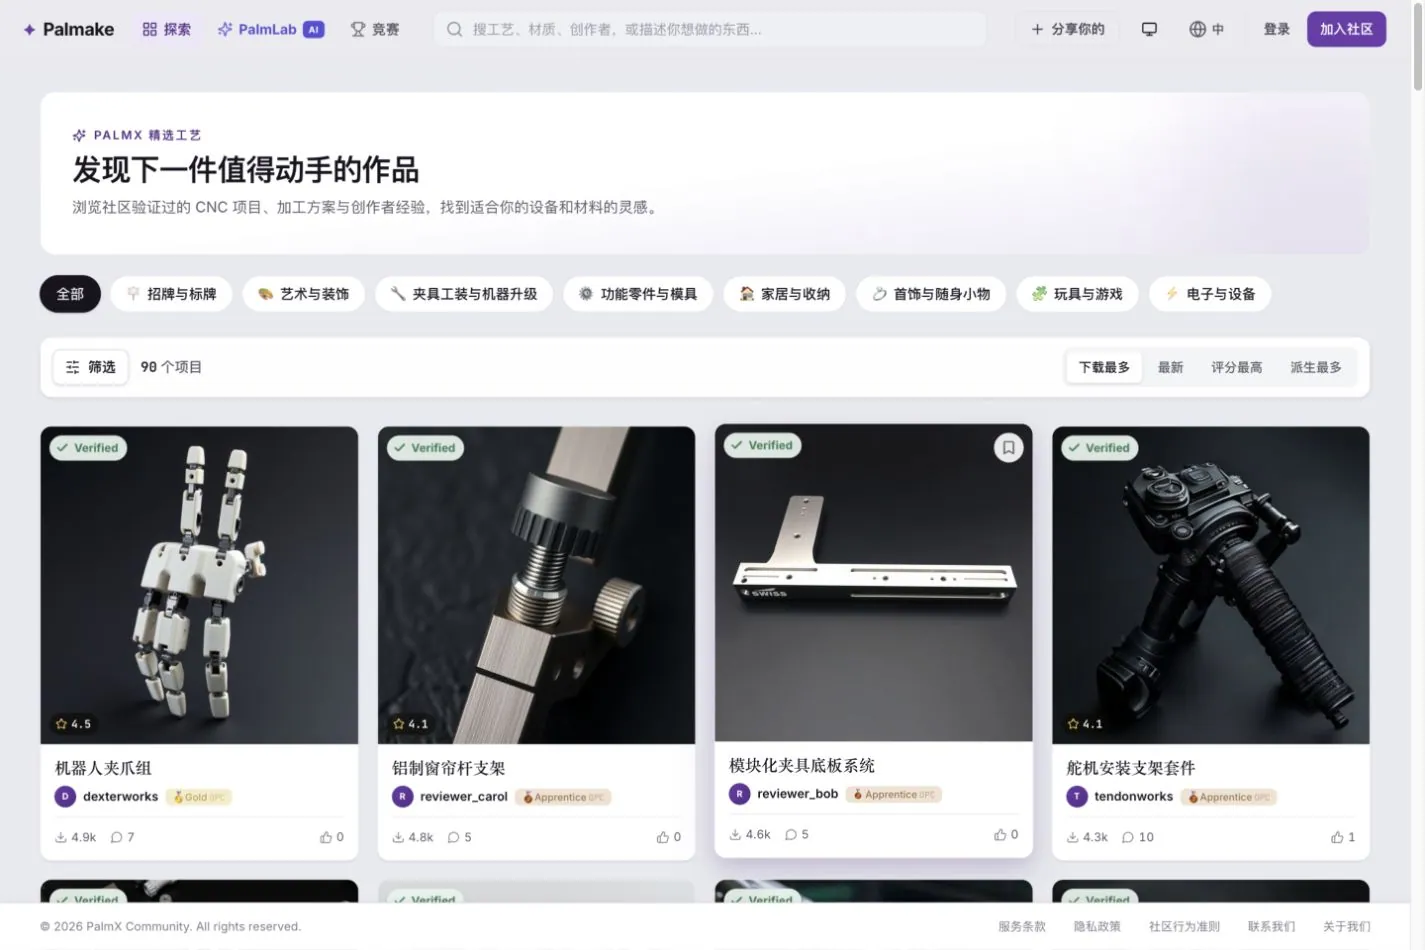 Palmake
探索
PalmLab AI
竞赛
搜工艺、材质、创作者，或描述你想做的东西...
分享你的
中
登录
加入社区
PALMX 精选工艺
发现下一件值得动手的作品
浏览社区验证过的 CNC 项目、加工方案与创作者经验，找到适合你的设备和材料的灵感。
全部
招牌与标牌
艺术与装饰
夹具工装与机器升级
功能零件与模具
家居与收纳
首饰与随身小物
玩具与游戏
电子与设备
筛选
90 个项目
下载最多
最新
评分最高
派生最多
Verified
4.5
机器人夹爪组
D dexterworks Gold OPC
4.9k 7 0
Verified
4.1
铝制窗帘杆支架
R reviewer_carol Apprentice OPC
4.8k 5 0
Verified
SWISS
模块化夹具底板系统
R reviewer_bob Apprentice OPC
4.6k 5 0
Verified
4.1
舵机安装支架套件
T tendonworks Apprentice OPC
4.3k 10 1
Verified
Verified
Verified
Verified
© 2026 PalmX Community. All rights reserved.
服务条款
隐私政策
社区行为准则
联系我们
关于我们